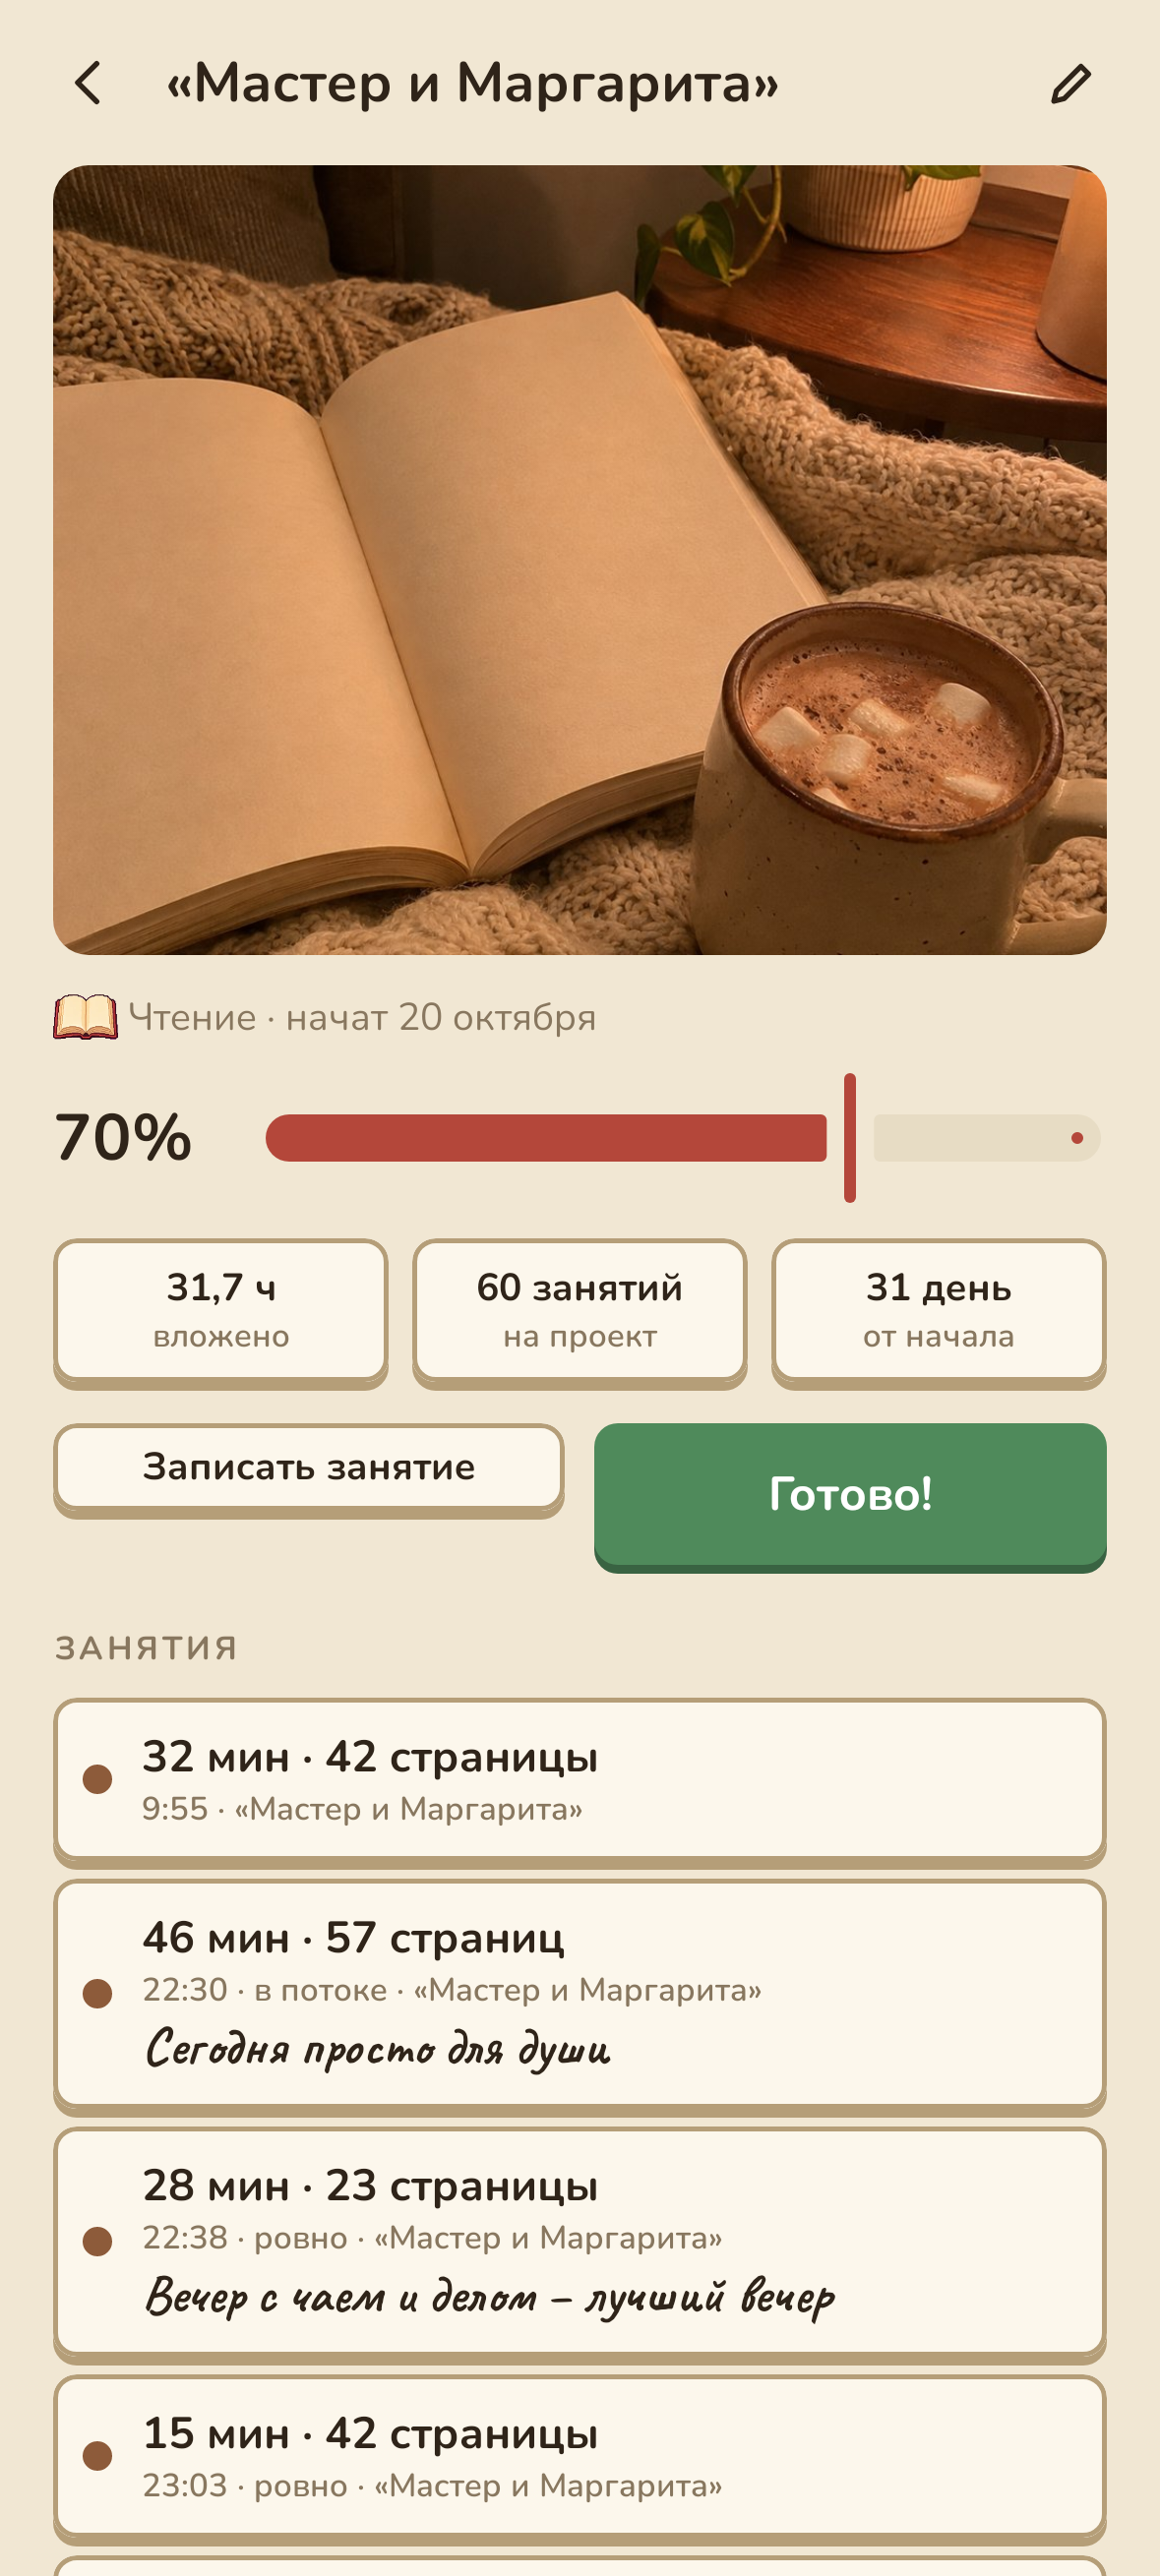 «Мастер и Маргарита»
Чтение · начат 20 октября
70%
31,7 ч
вложено
60 занятий
на проект
31 день
от начала
Записать занятие
Готово!
ЗАНЯТИЯ
32 мин · 42 страницы
9:55 · «Мастер и Маргарита»
46 мин · 57 страниц
22:30 · в потоке · «Мастер и Маргарита»
Сегодня просто для души
28 мин · 23 страницы
22:38 · ровно · «Мастер и Маргарита»
Вечер с чаем и делом – лучший вечер
15 мин · 42 страницы
23:03 · ровно · «Мастер и Маргарита»